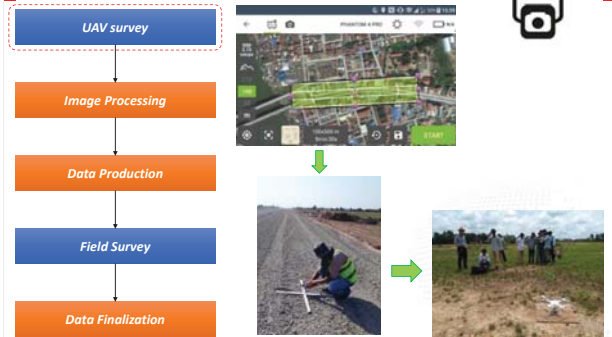 UAV survey
Image Processing
Data Production
Field Survey
Data Finalization
PHANTOM 4 PRO
N/A
START